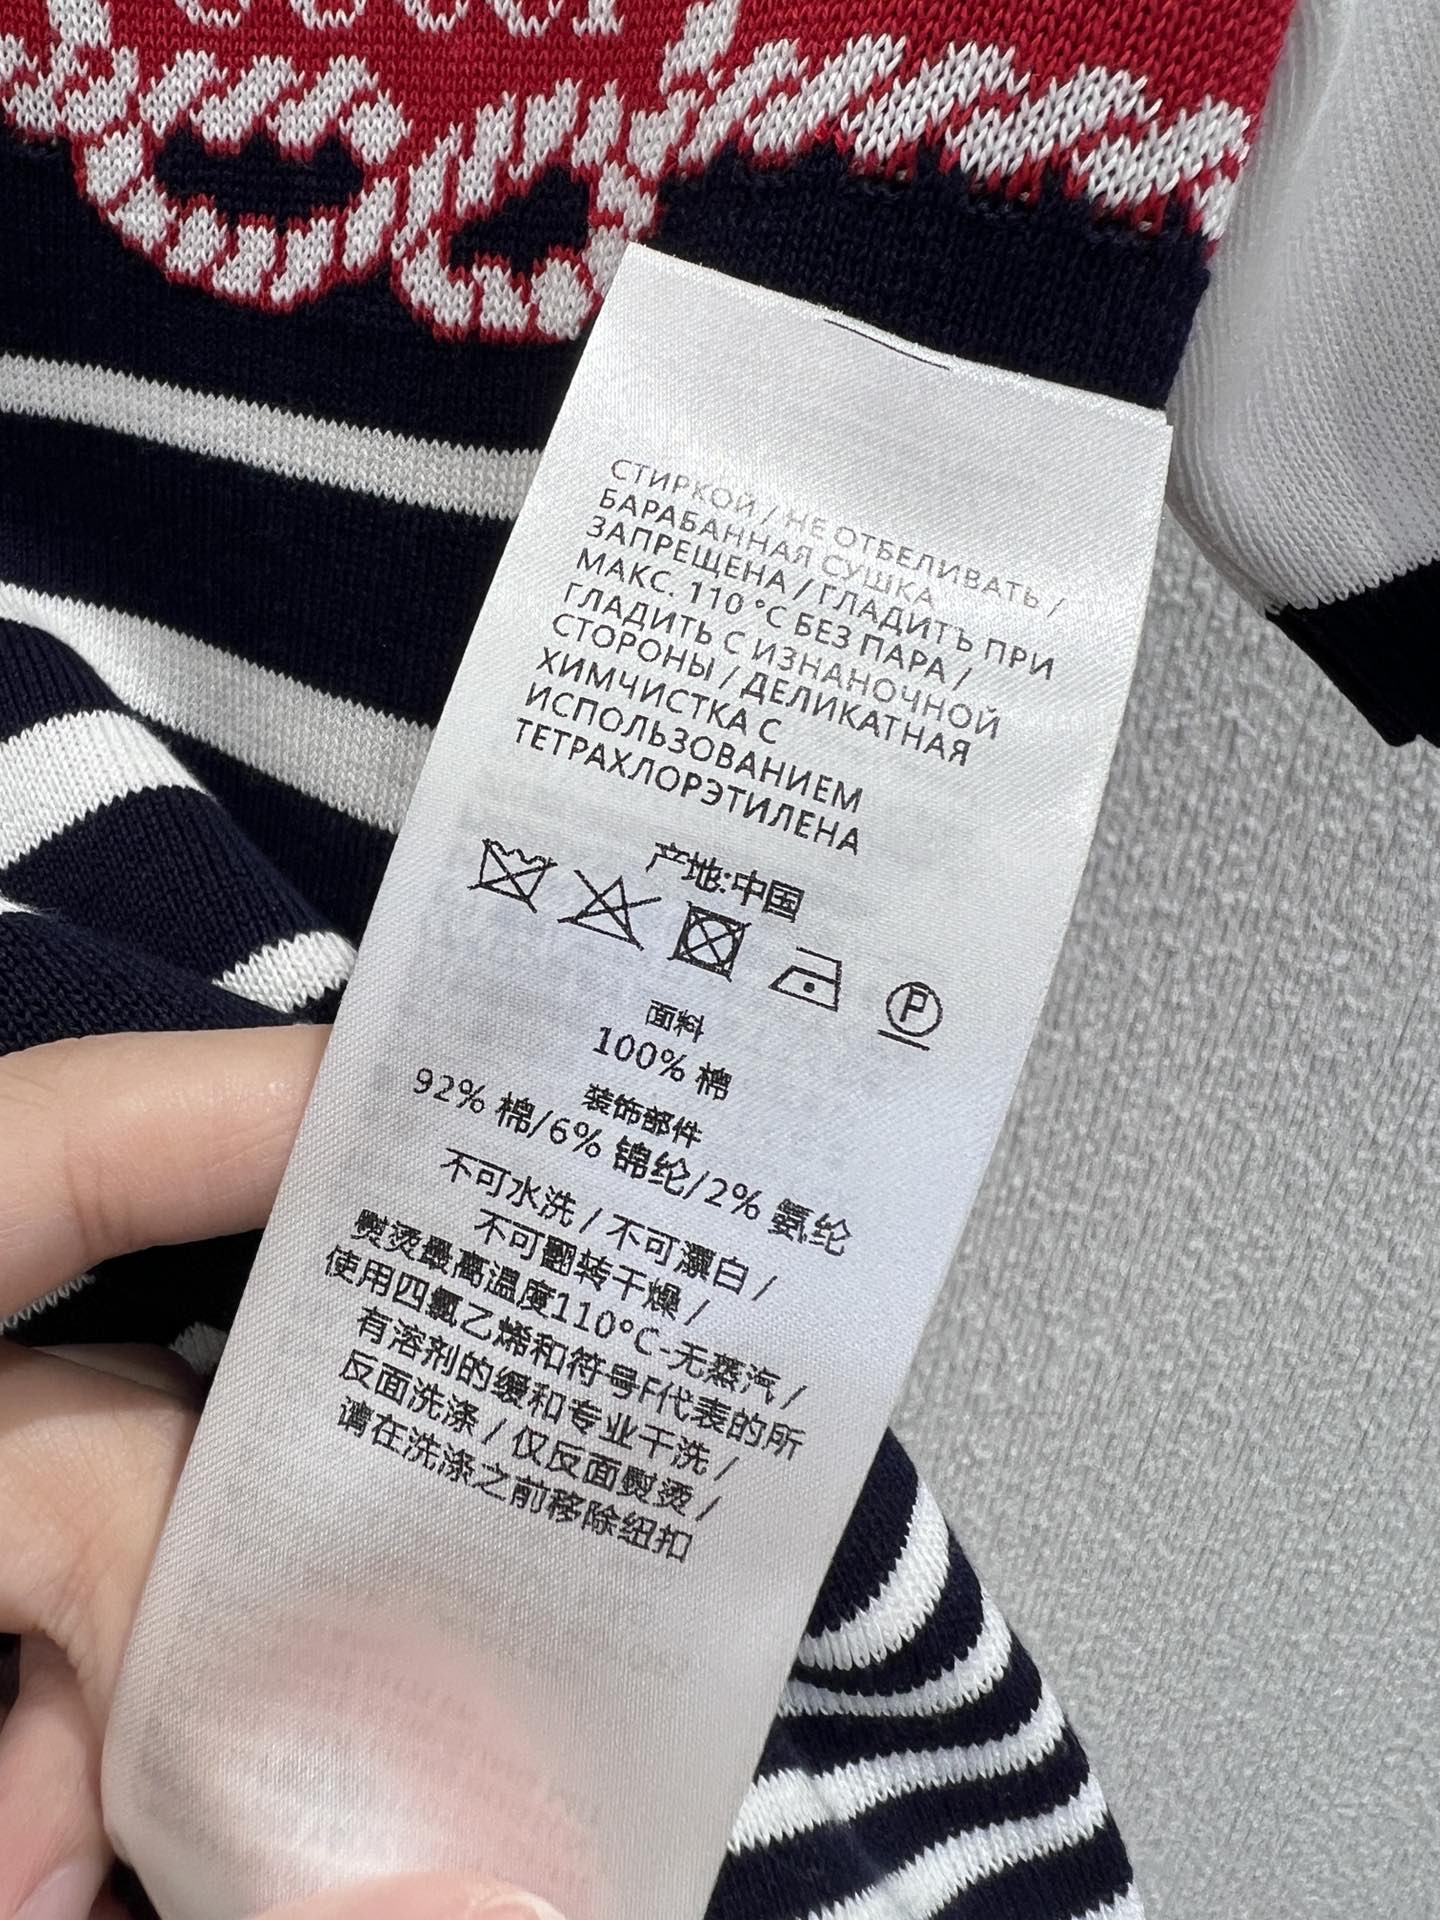 СТИРКОЙ / НЕ ОТБЕЛИВАТЬ /
БАРАБАННАЯ СУШКА
ЗАПРЕЩЕНА / ГЛАДИТЬ ПРИ
МАКС. 110 °C БЕЗ ПАРА /
ГЛАДИТЬ С ИЗНАНОЧНОЙ
СТОРОНЫ / ДЕЛИКАТНАЯ
ХИМЧИСТКА С
ИСПОЛЬЗОВАНИЕМ
ТЕТРАХЛОРЭТИЛЕНА
产地:中国
P
面料
100% 棉
装饰部件
92% 棉/6% 锦纶/2% 氨纶
不可水洗 / 不可漂白 /
不可翻转干燥 /
熨烫最高温度110°C-无蒸汽 /
使用四氯乙烯和符号F代表的所
有溶剂的缓和专业干洗 /
反面洗涤 / 仅反面熨烫 /
请在洗涤之前移除纽扣